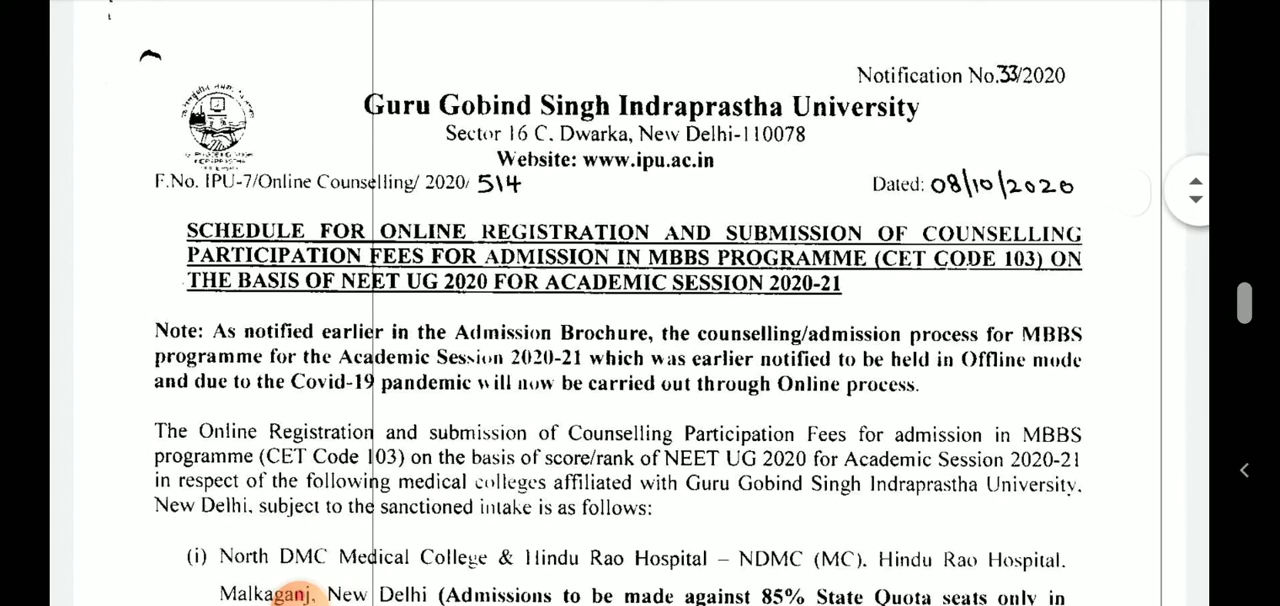 Notification No.33/2020
Guru Gobind Singh Indraprastha University
Sector 16 C, Dwarka, New Delhi-110078
Website: www.ipu.ac.in
F.No. IPU-7/Online Counselling/ 2020/ 514 Dated: 08/10/2020
SCHEDULE FOR ONLINE REGISTRATION AND SUBMISSION OF COUNSELLING
PARTICIPATION FEES FOR ADMISSION IN MBBS PROGRAMME (CET CODE 103) ON
THE BASIS OF NEET UG 2020 FOR ACADEMIC SESSION 2020-21
Note: As notified earlier in the Admission Brochure, the counselling/admission process for MBBS
programme for the Academic Session 2020-21 which was earlier notified to be held in Offline mode
and due to the Covid-19 pandemic will now be carried out through Online process.
The Online Registration and submission of Counselling Participation Fees for admission in MBBS
programme (CET Code 103) on the basis of score/rank of NEET UG 2020 for Academic Session 2020-21
in respect of the following medical colleges affiliated with Guru Gobind Singh Indraprastha University,
New Delhi, subject to the sanctioned intake is as follows:
(i) North DMC Medical College & Hindu Rao Hospital – NDMC (MC). Hindu Rao Hospital.
Malkaganj, New Delhi (Admissions to be made against 85% State Quota seats only in